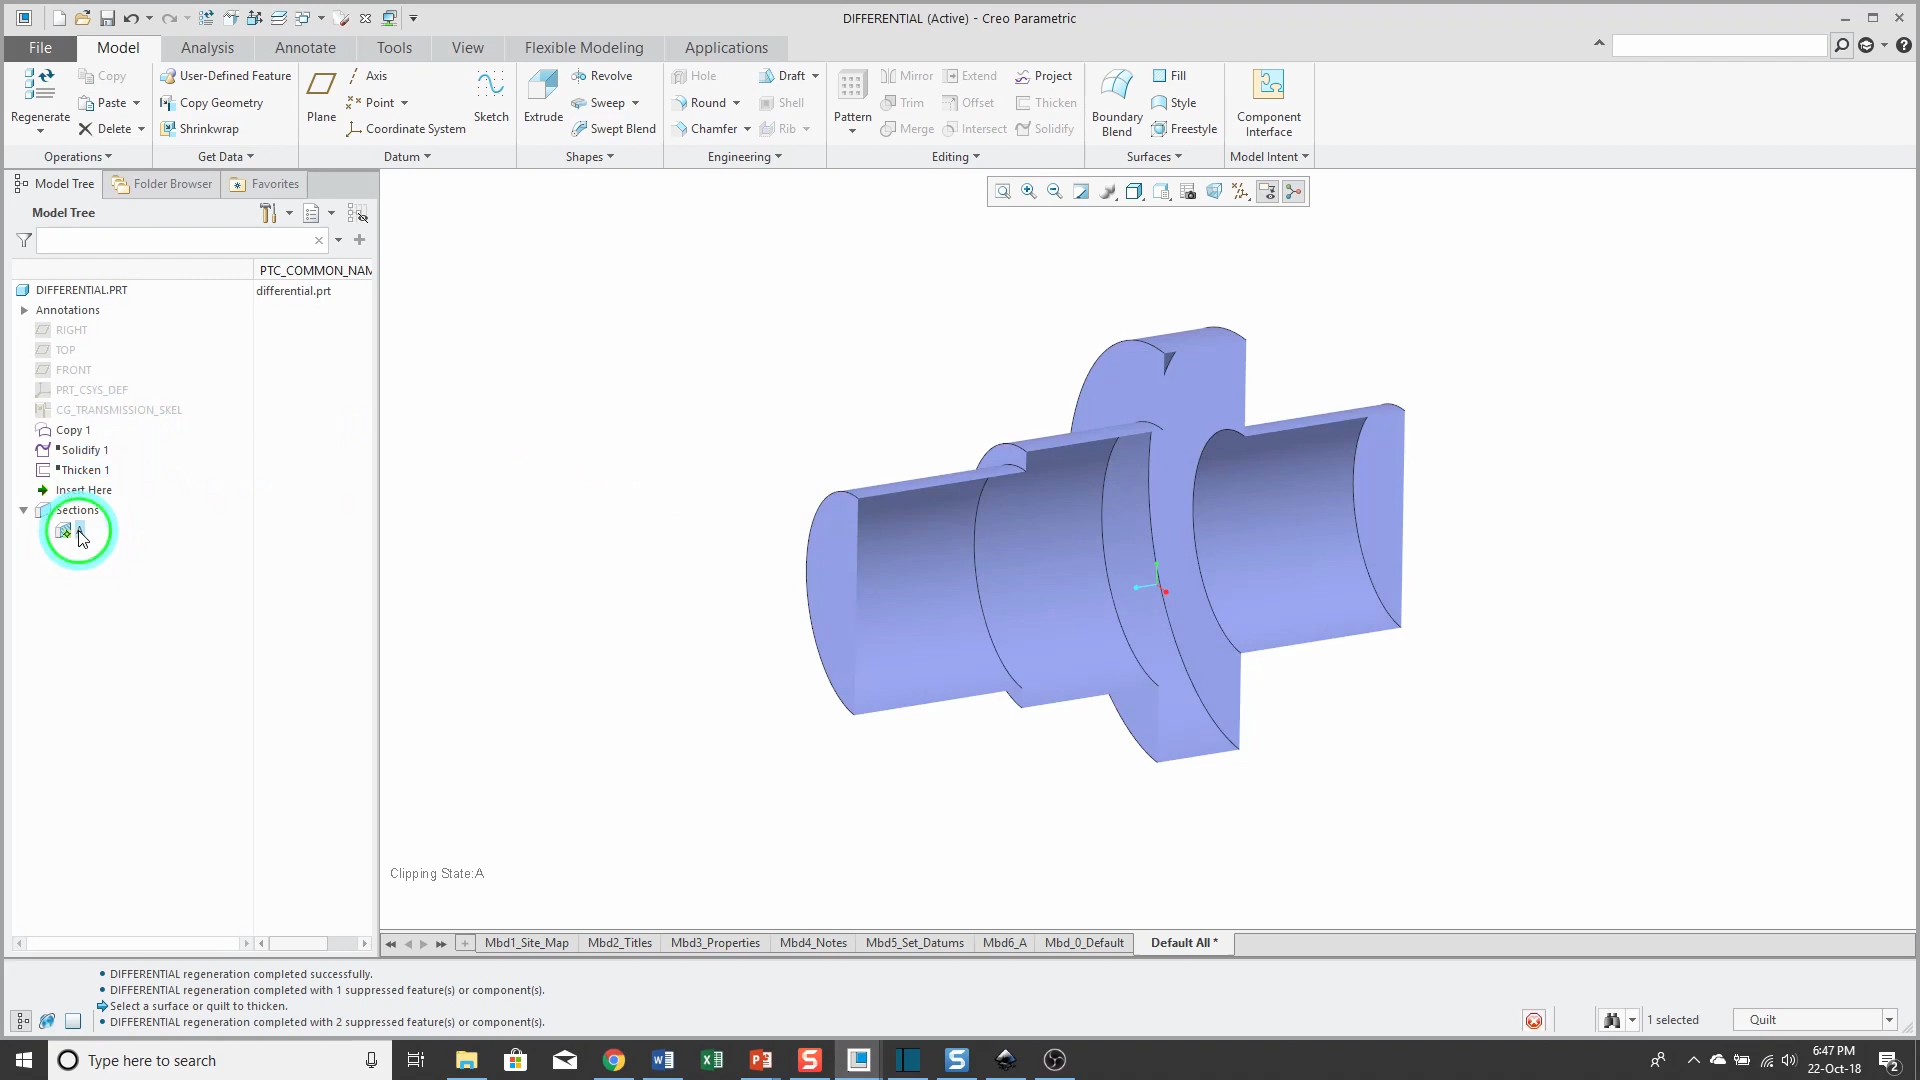 DIFFERENTIAL (Active) - Creo Parametric
File Model Analysis Annotate Tools View Flexible Modeling Applications
Regenerate
Copy
Paste
Delete
Operations
User-Defined Feature
Copy Geometry
Shrinkwrap
Get Data
Plane
Axis
Point
Coordinate System
Sketch
Datum
Extrude
Revolve
Sweep
Swept Blend
Shapes
Hole
Round
Chamfer
Draft
Shell
Rib
Engineering
Pattern
Mirror
Trim
Merge
Extend
Offset
Intersect
Project
Thicken
Solidify
Editing
Boundary
Blend
Fill
Style
Freestyle
Surfaces
Component
Interface
Model Intent
Model Tree Folder Browser Favorites
Model Tree
PTC_COMMON_NAM
DIFFERENTIAL.PRT differential.prt
Annotations
RIGHT
TOP
FRONT
PRT_CSYS_DEF
CG_TRANSMISSION_SKEL
Copy 1
Solidify 1
Thicken 1
Insert Here
Sections
A
Clipping State:A
Mbd1_Site_Map Mbd2_Titles Mbd3_Properties Mbd4_Notes Mbd5_Set_Datums Mbd6_A Mbd_0_Default Default All *
• DIFFERENTIAL regeneration completed successfully.
• DIFFERENTIAL regeneration completed with 1 suppressed feature(s) or component(s).
Select a surface or quilt to thicken.
• DIFFERENTIAL regeneration completed with 2 suppressed feature(s) or component(s).
1 selected
Quilt
Type here to search
6:47 PM
22-Oct-18
2